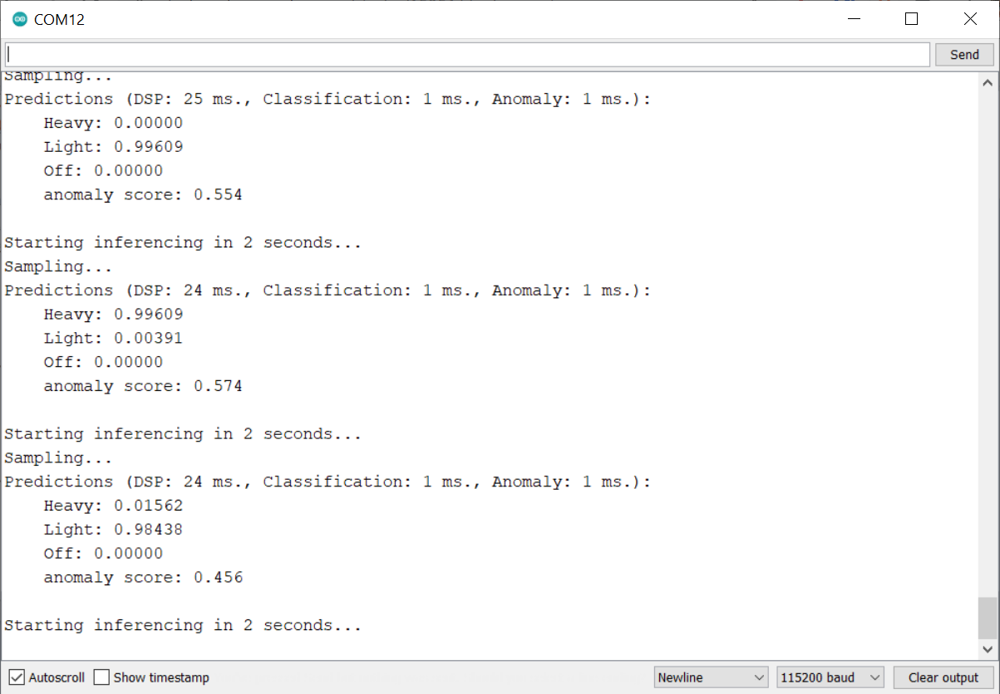 COM12
Send
Sampling...
Predictions (DSP: 25 ms., Classification: 1 ms., Anomaly: 1 ms.):
    Heavy: 0.00000
    Light: 0.99609
    Off: 0.00000
    anomaly score: 0.554

Starting inferencing in 2 seconds...
Sampling...
Predictions (DSP: 24 ms., Classification: 1 ms., Anomaly: 1 ms.):
    Heavy: 0.99609
    Light: 0.00391
    Off: 0.00000
    anomaly score: 0.574

Starting inferencing in 2 seconds...
Sampling...
Predictions (DSP: 24 ms., Classification: 1 ms., Anomaly: 1 ms.):
    Heavy: 0.01562
    Light: 0.98438
    Off: 0.00000
    anomaly score: 0.456

Starting inferencing in 2 seconds...
Autoscroll Show timestamp Newline 115200 baud Clear output